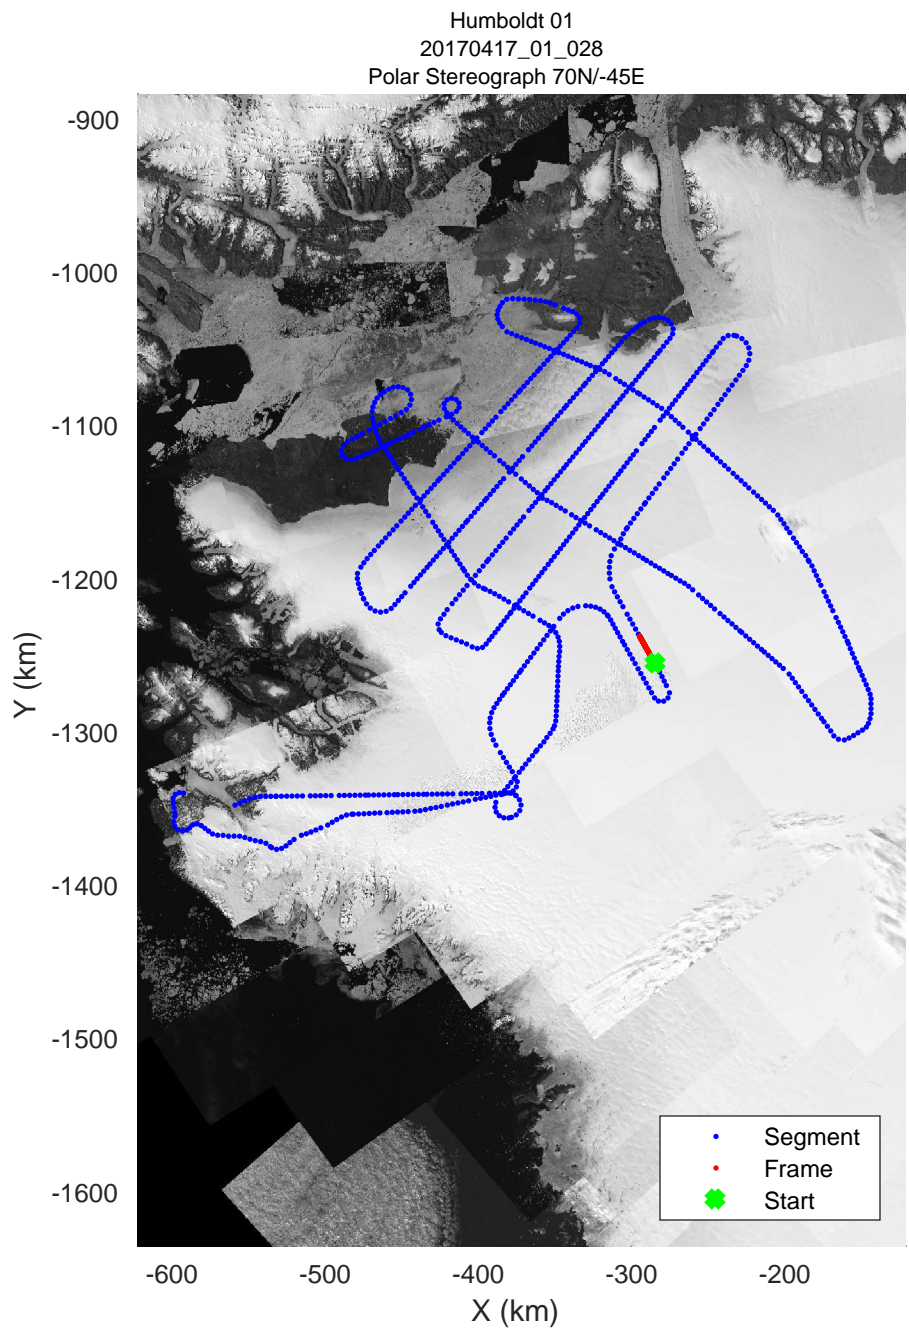 Humboldt 01
20170417_01_028
Polar Stereograph 70N/-45E
-900
-1000
-1100
-1200
-1300
-1400
-1500
-1600
Y (km)
Segment
Frame
Start
-600 -500 -400 -300 -200
X (km)